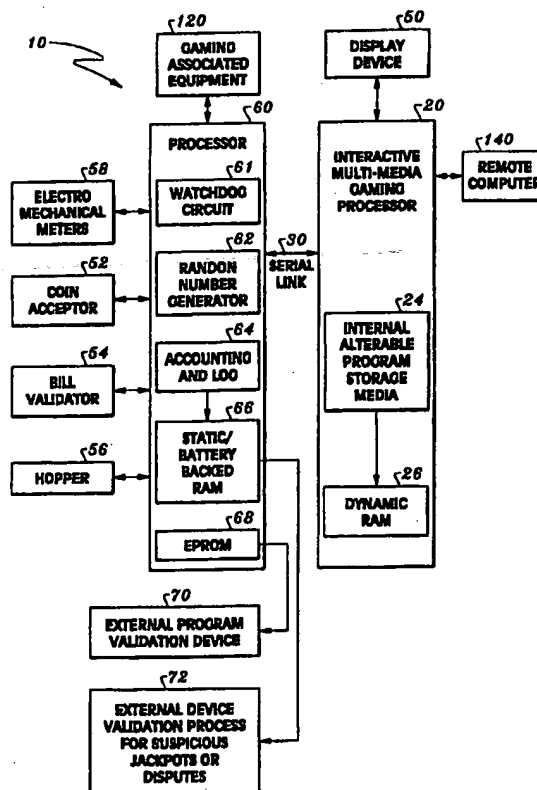 10
120
GAMING
ASSOCIATED
EQUIPMENT
50
DISPLAY
DEVICE
60
PROCESSOR
61
WATCHDOG
CIRCUIT
62
RANDON
NUMBER
GENERATOR
64
ACCOUNTING
AND LOG
66
STATIC/
BATTERY
BACKED
RAM
68
EPROM
58
ELECTRO
MECHANICAL
METERS
52
COIN
ACCEPTOR
54
BILL
VALIDATOR
56
HOPPER
30
SERIAL
LINK
20
INTERACTIVE
MULTI-MEDIA
GAMING
PROCESSOR
140
REMOTE
COMPUTER
24
INTERNAL
ALTERABLE
PROGRAM
STORAGE
MEDIA
26
DYNAMIC
RAM
70
EXTERNAL PROGRAM
VALIDATION DEVICE
72
EXTERNAL DEVICE
VALIDATION PROCESS
FOR SUSPICIOUS
JACKPOTS OR
DISPUTES